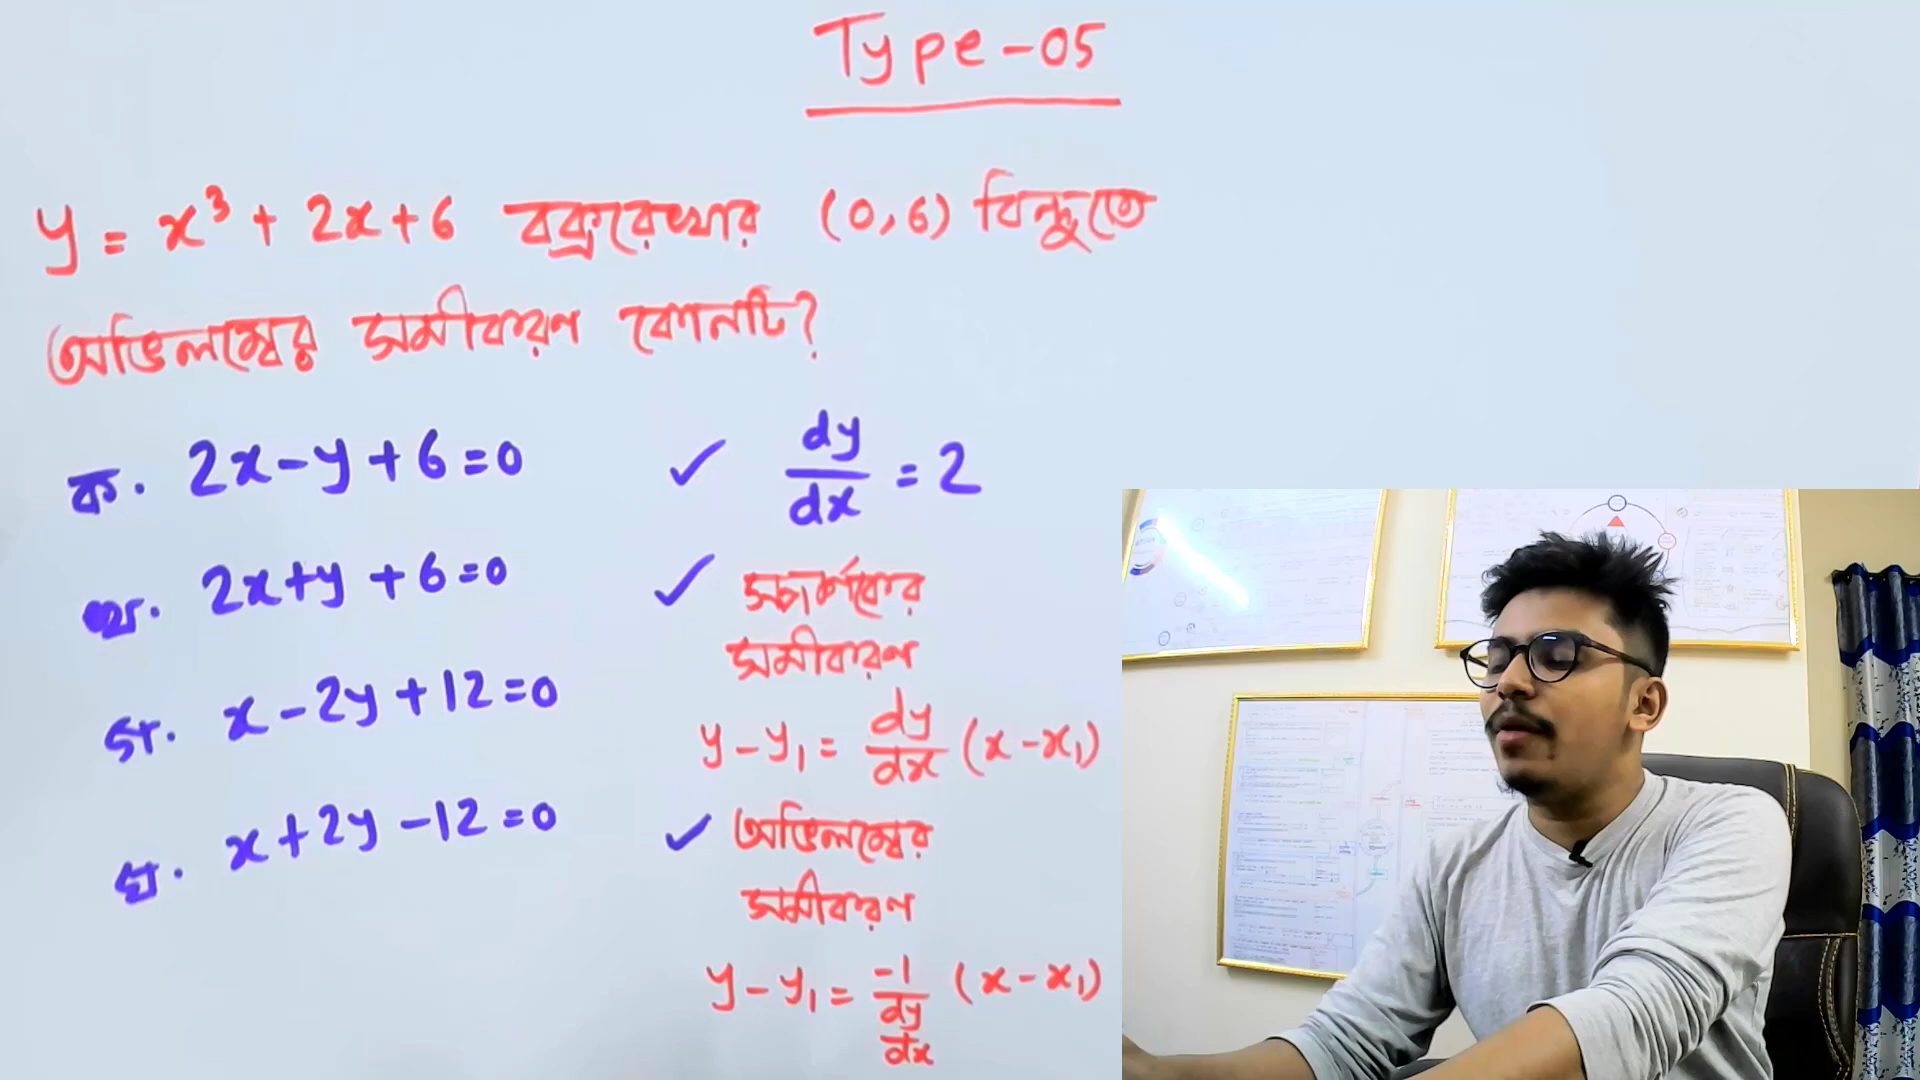 Type-05
y = x³ + 2x + 6 বক্ররেখার (0,6) বিন্দুতে
অভিলম্বের সমীকরণ কোনটি?
ক. 2x - y + 6 = 0
খ. 2x + y + 6 = 0
গ. x - 2y + 12 = 0
ঘ. x + 2y - 12 = 0
✓ dy/dx = 2
✓ স্পর্শকের
সমীকরণ
y - y₁ = dy/dx (x - x₁)
✓ অভিলম্বের
সমীকরণ
y - y₁ = -1/(dy/dx) (x - x₁)